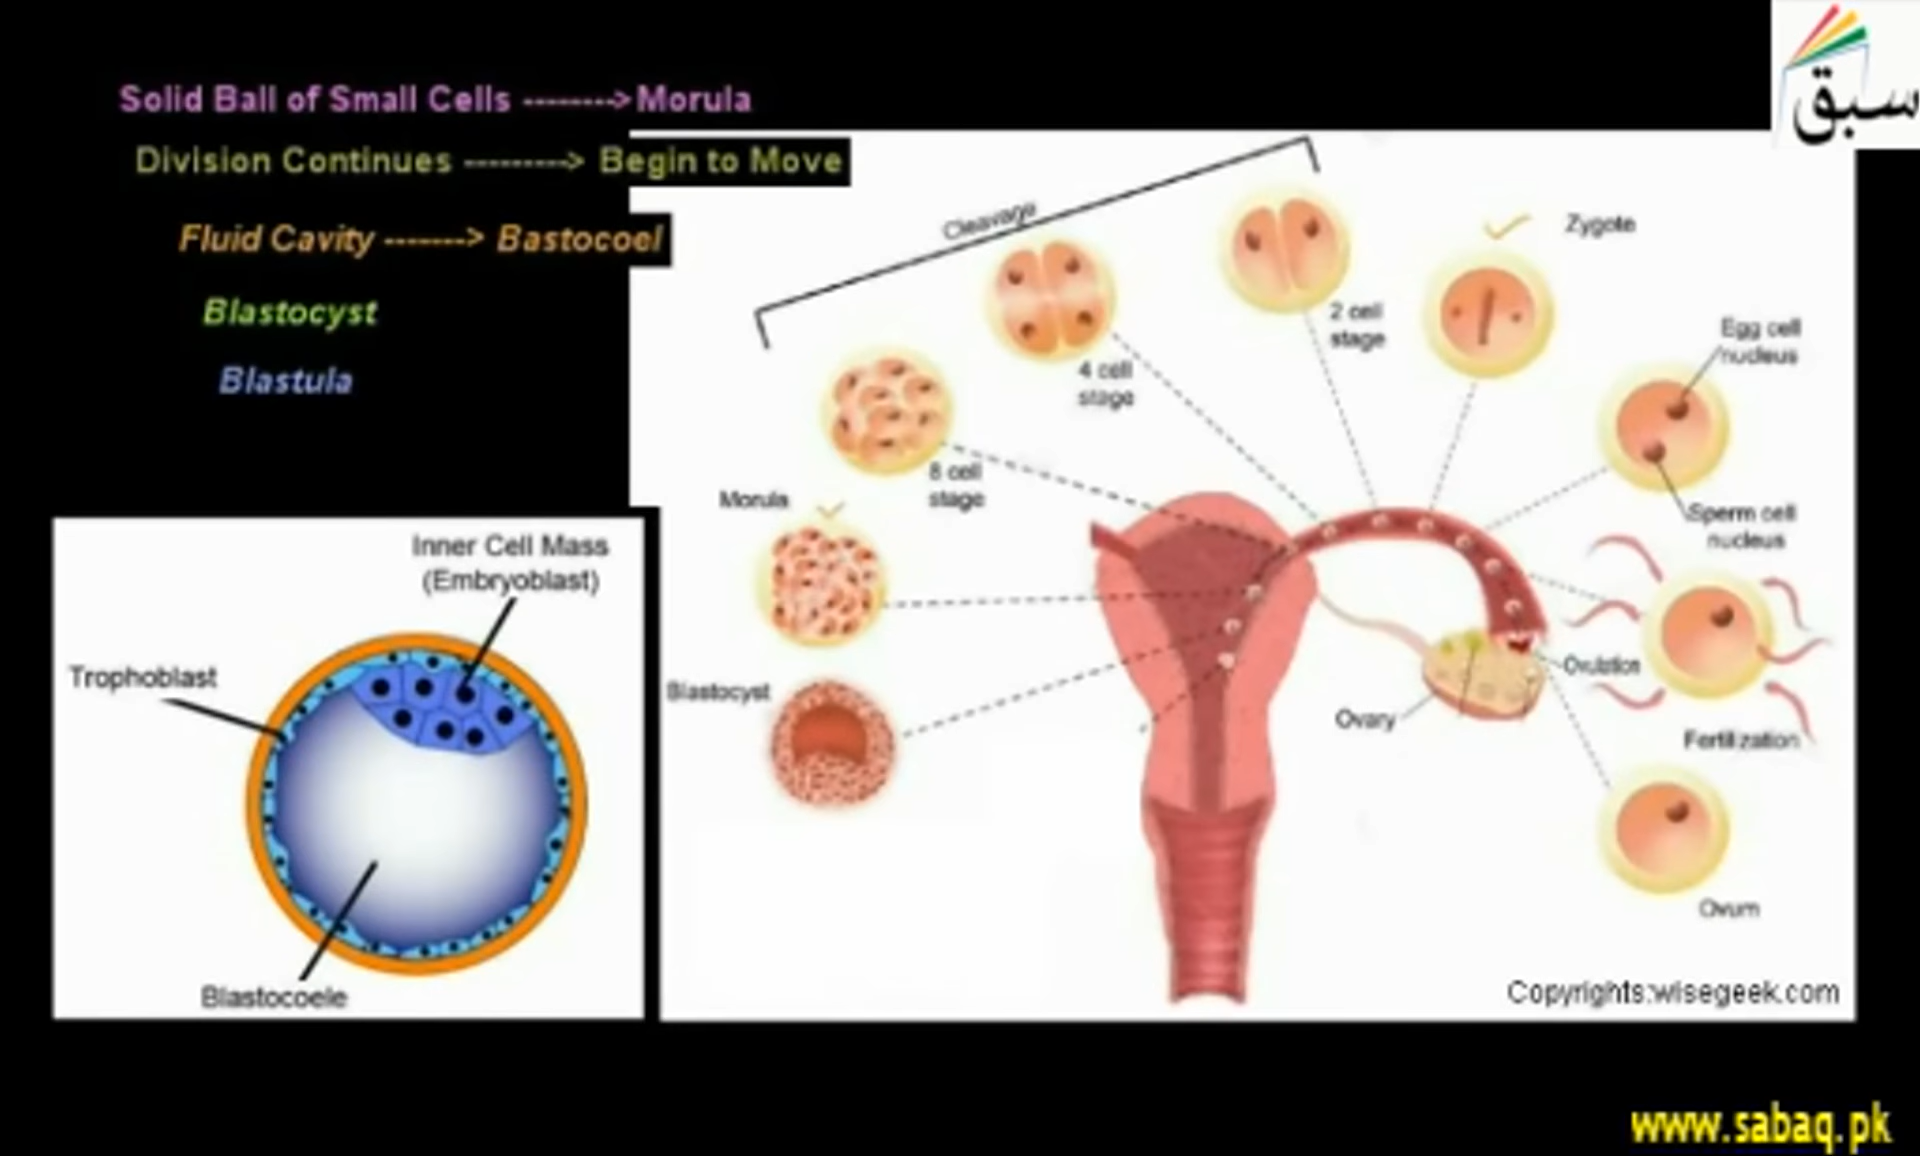 سبق
Solid Ball of Small Cells --------> Morula
Division Continues ---------> Begin to Move
Fluid Cavity -------> Bastocoel
Blastocyst
Blastula
Cleavage
Zygote
2 cell
stage
Egg cell
nucleus
4 cell
stage
8 cell
stage
Morula
Sperm cell
nucleus
Inner Cell Mass
(Embryoblast)
Trophoblast
Blastocoele
Blastocyst
Ovulation
Ovary
Fertilization
Ovum
Copyrights:wisegeek.com
www.sabaq.pk